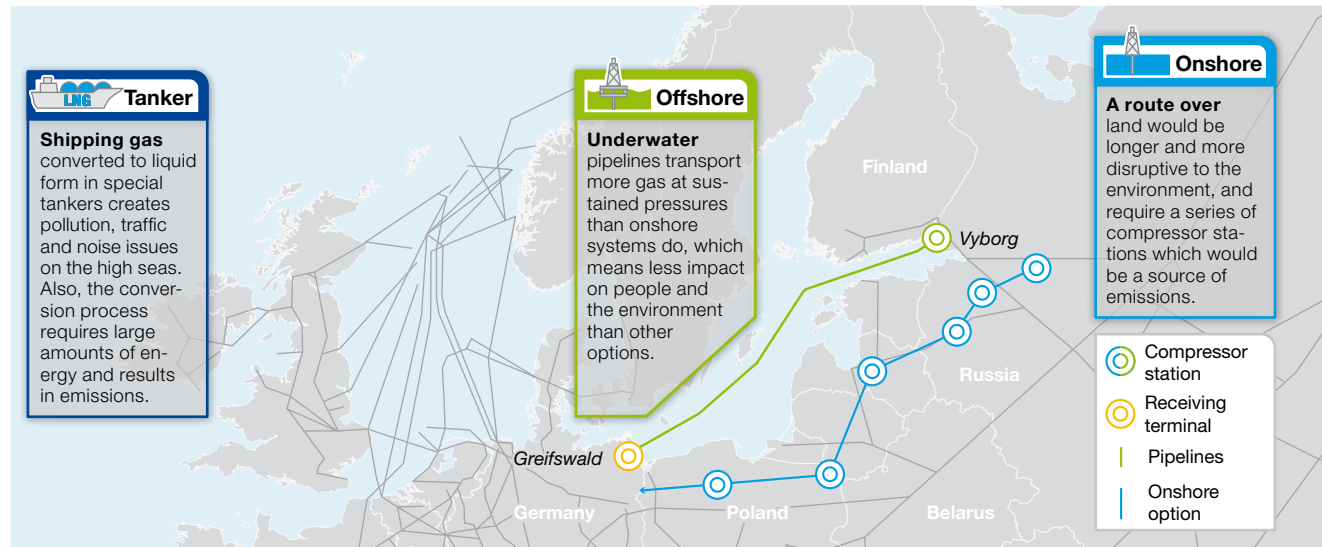 LNG Tanker
Shipping gas
converted to liquid
form in special
tankers creates
pollution, traffic
and noise issues
on the high seas.
Also, the conver-
sion process
requires large
amounts of en-
ergy and results
in emissions.
Offshore
Underwater
pipelines transport
more gas at sus-
tained pressures
than onshore
systems do, which
means less impact
on people and
the environment
than other
options.
Onshore
A route over
land would be
longer and more
disruptive to the
environment, and
require a series of
compressor sta-
tions which would
be a source of
emissions.
Finland
Vyborg
Russia
Greifswald
Germany
Poland
Belarus
Compressor
station
Receiving
terminal
Pipelines
Onshore
option